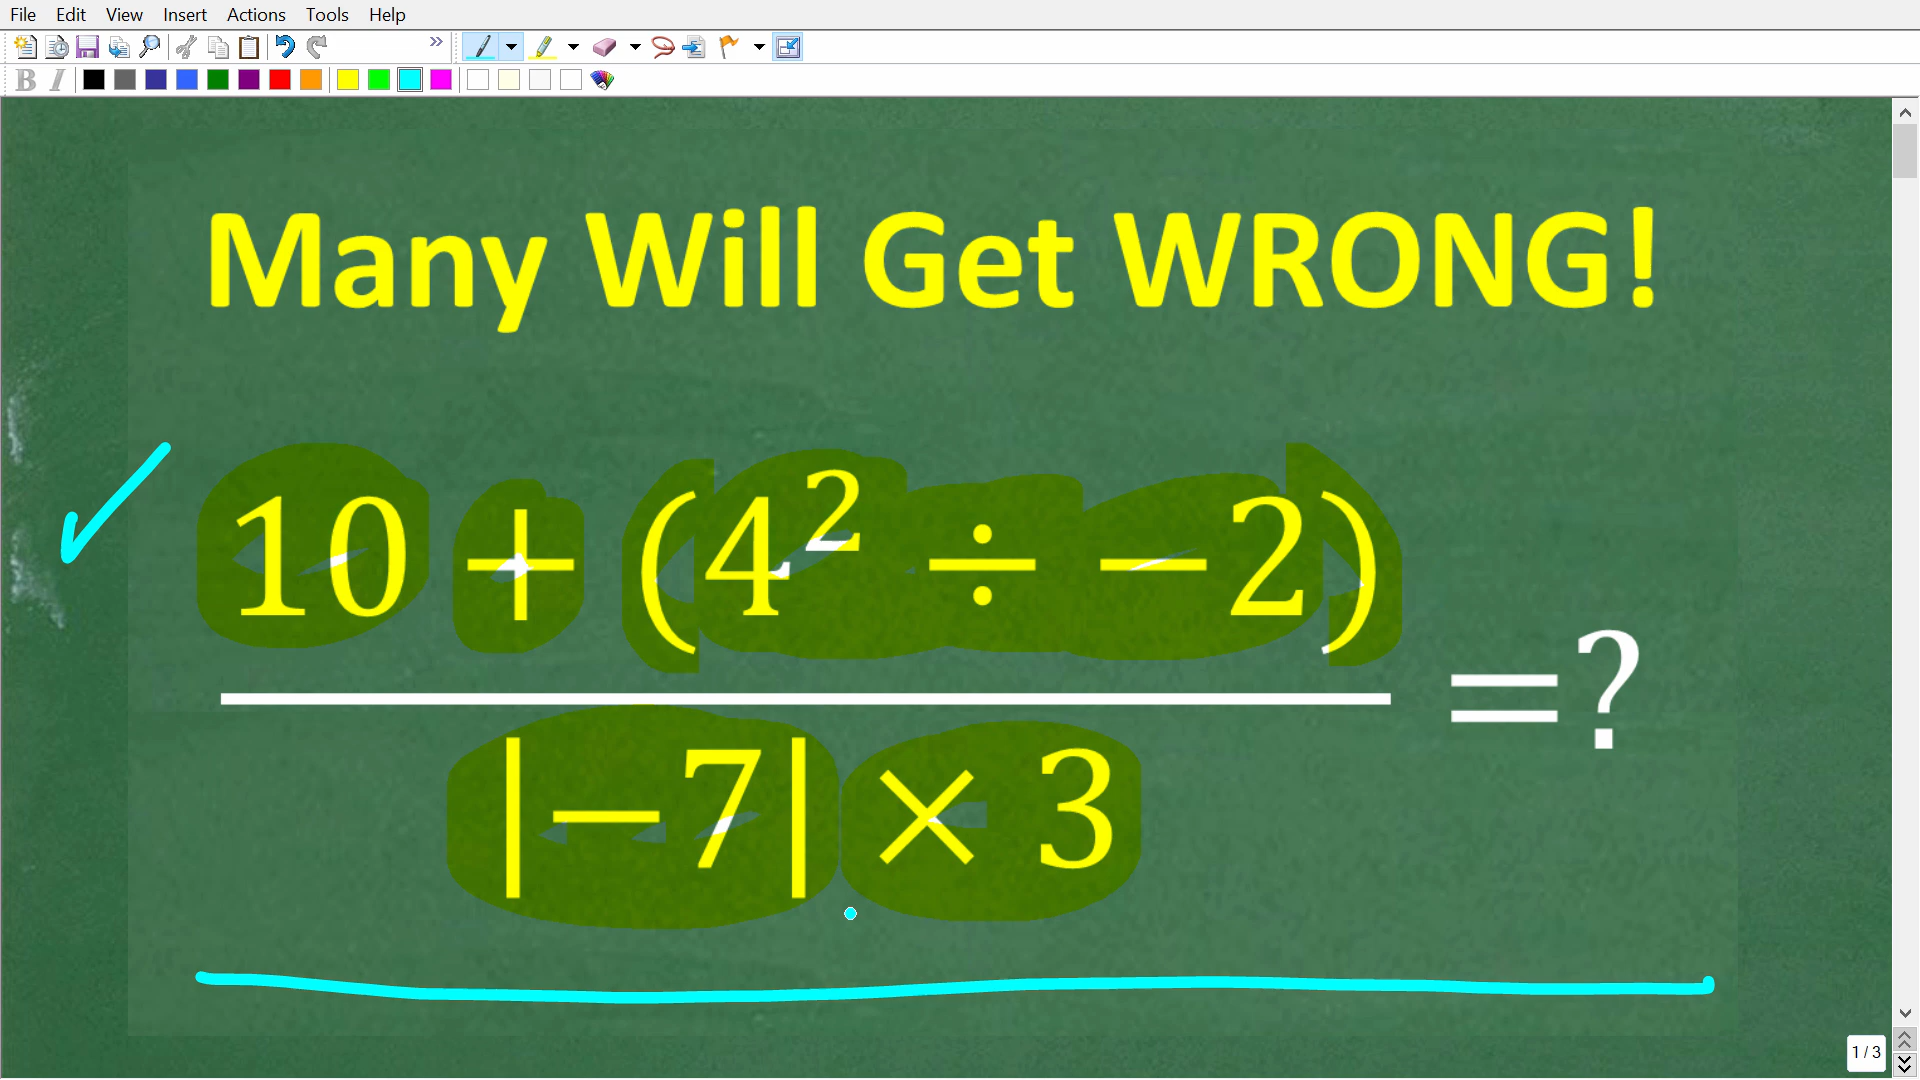 File Edit View Insert Actions Tools Help
B I
Many Will Get WRONG!
10 + (4² ÷ −2)
|−7| × 3
=?
1 / 3